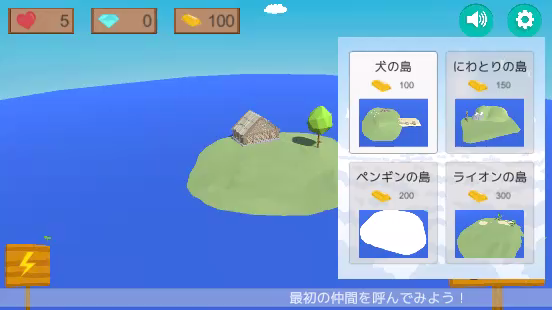 5
0
100
犬の島
100
にわとりの島
150
ペンギンの島
200
ライオンの島
300
最初の仲間を呼んでみよう！